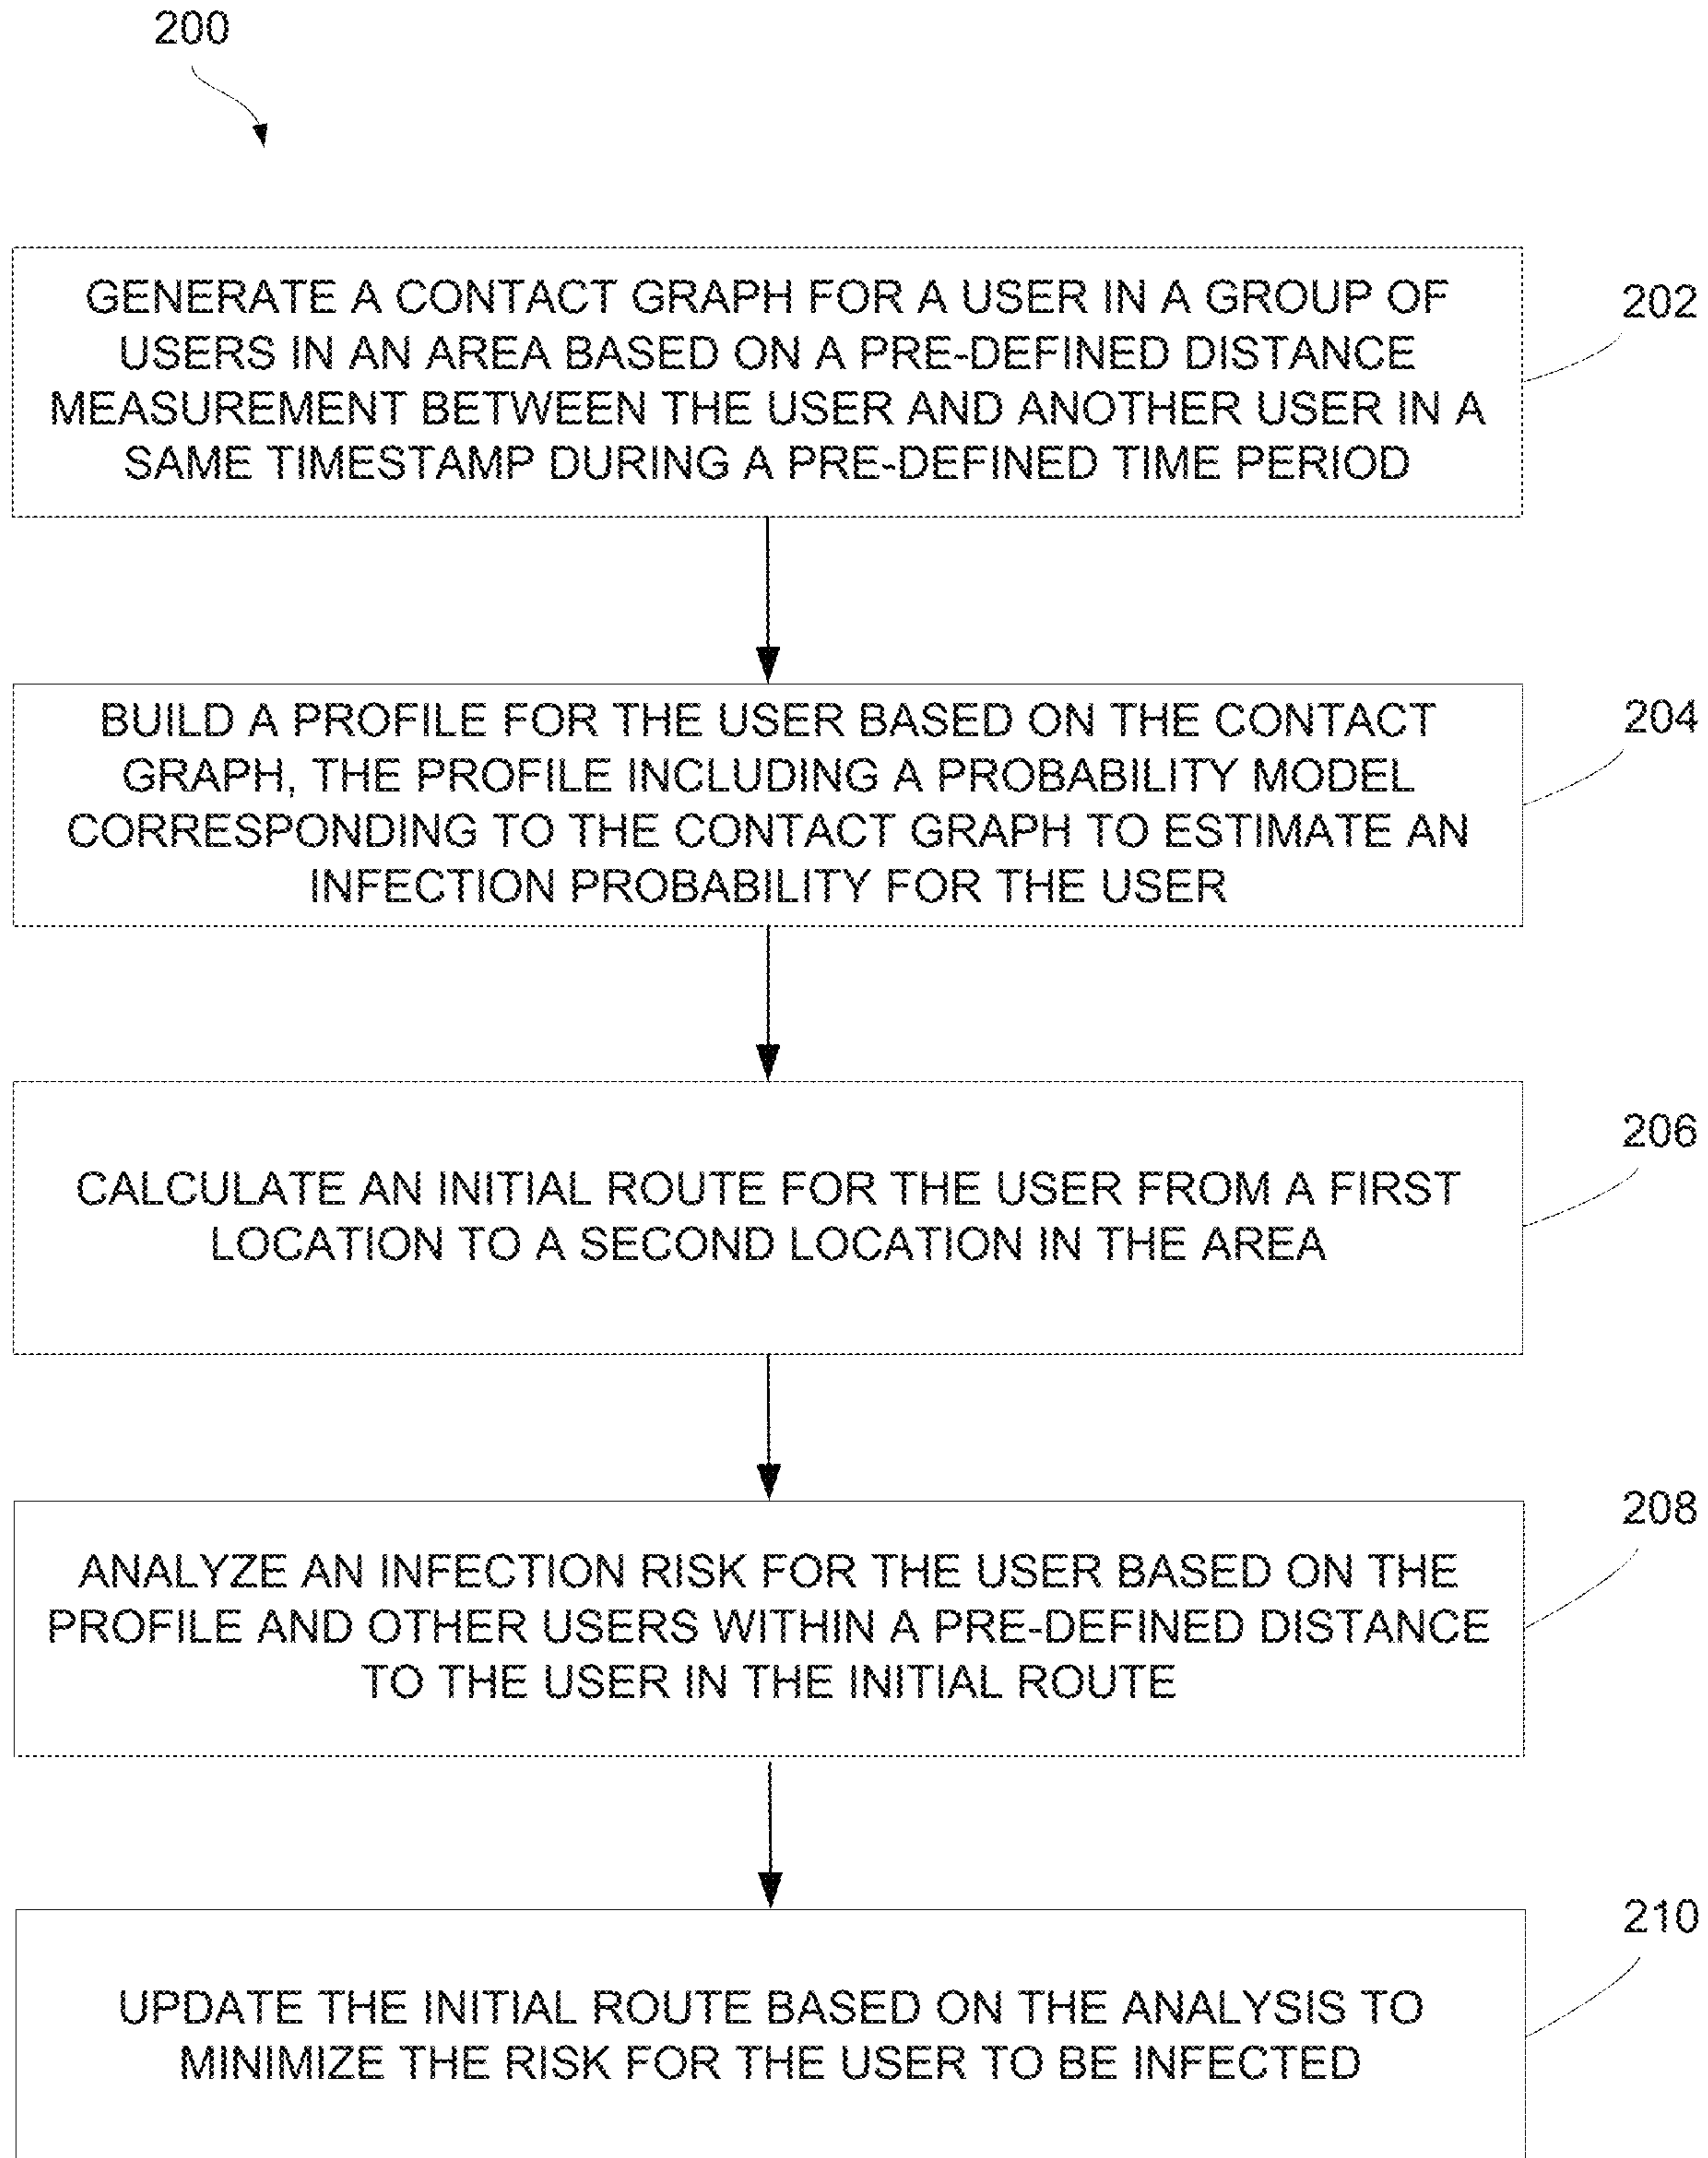 200
GENERATE A CONTACT GRAPH FOR A USER IN A GROUP OF
USERS IN AN AREA BASED ON A PRE-DEFINED DISTANCE
MEASUREMENT BETWEEN THE USER AND ANOTHER USER IN A
SAME TIMESTAMP DURING A PRE-DEFINED TIME PERIOD
202
BUILD A PROFILE FOR THE USER BASED ON THE CONTACT
GRAPH, THE PROFILE INCLUDING A PROBABILITY MODEL
CORRESPONDING TO THE CONTACT GRAPH TO ESTIMATE AN
INFECTION PROBABILITY FOR THE USER
204
CALCULATE AN INITIAL ROUTE FOR THE USER FROM A FIRST
LOCATION TO A SECOND LOCATION IN THE AREA
206
ANALYZE AN INFECTION RISK FOR THE USER BASED ON THE
PROFILE AND OTHER USERS WITHIN A PRE-DEFINED DISTANCE
TO THE USER IN THE INITIAL ROUTE
208
UPDATE THE INITIAL ROUTE BASED ON THE ANALYSIS TO
MINIMIZE THE RISK FOR THE USER TO BE INFECTED
210